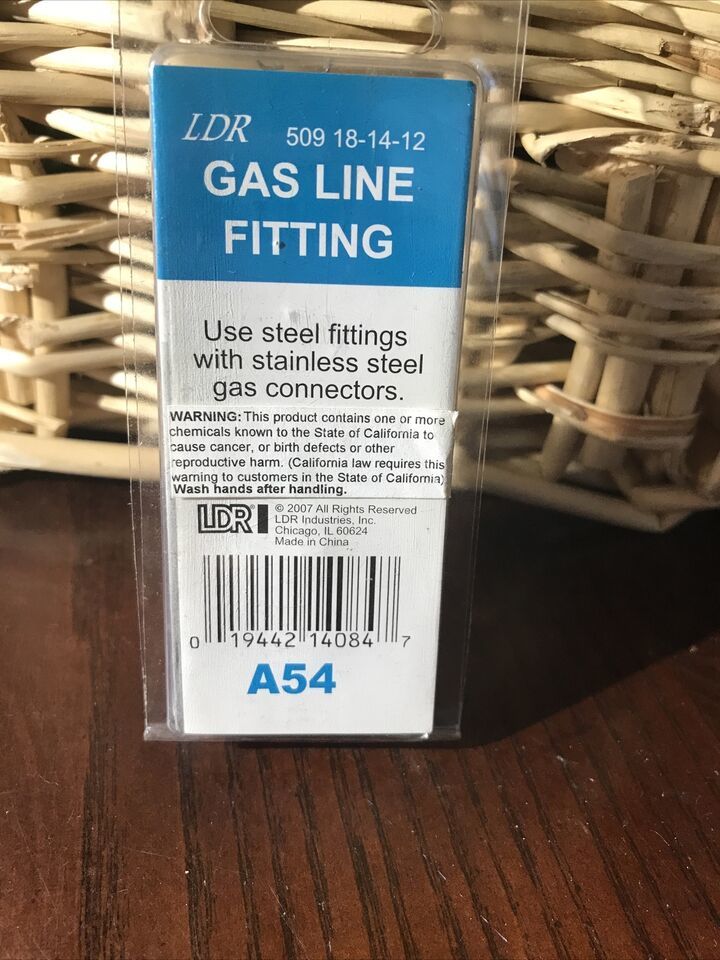 LDR 509 18-14-12
GAS LINE
FITTING
Use steel fittings
with stainless steel
gas connectors.
WARNING: This product contains one or more
chemicals known to the State of California to
cause cancer, or birth defects or other
reproductive harm. (California law requires this
warning to customers in the State of California)
Wash hands after handling.
LDR® © 2007 All Rights Reserved
LDR Industries, Inc.
Chicago, IL 60624
Made in China
0 19442 14084 7
A54